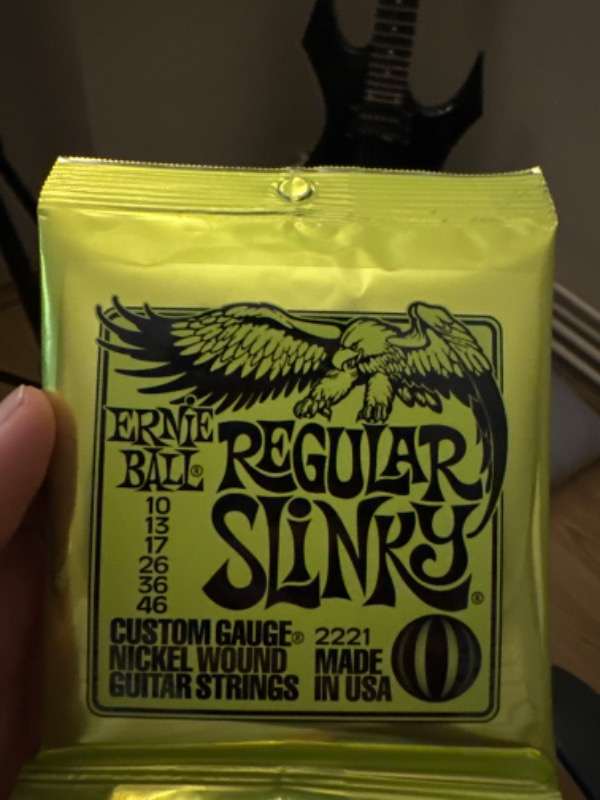 ERNiE
BALL®
REGULAR
SLiNKY®
10
13
17
26
36
46
CUSTOM GAUGE®
NICKEL WOUND
GUITAR STRINGS
2221
MADE
IN USA